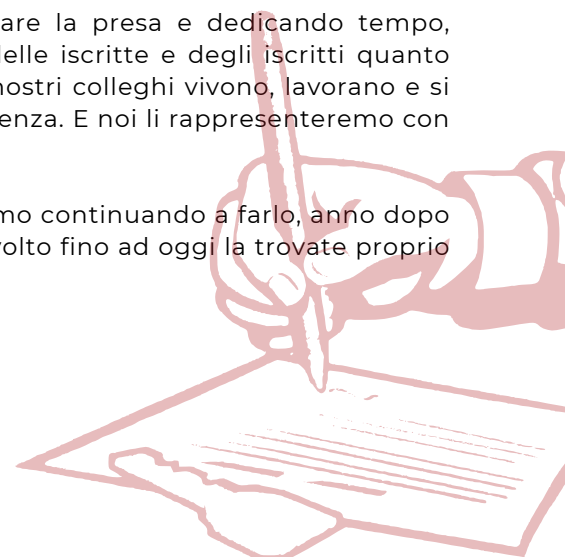 are la presa e dedicando tempo,
delle iscritte e degli iscritti quanto
nostri colleghi vivono, lavorano e si
enza. E noi li rappresenteremo con
mo continuando a farlo, anno dopo
volto fino ad oggi la trovate proprio